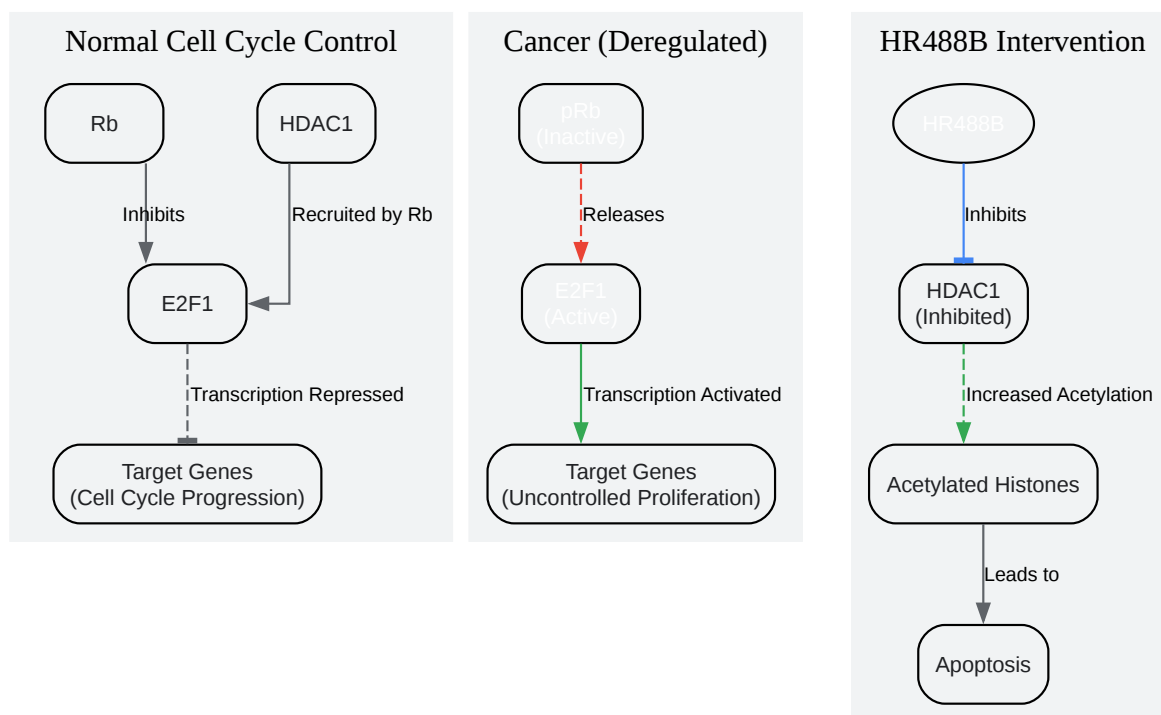 Normal Cell Cycle Control
Rb
HDAC1
Inhibits
Recruited by Rb
E2F1
Transcription Repressed
Target Genes
(Cell Cycle Progression)
Cancer (Deregulated)
pRb
(Inactive)
Releases
E2F1
(Active)
Transcription Activated
Target Genes
(Uncontrolled Proliferation)
HR488B Intervention
HR488B
Inhibits
HDAC1
(Inhibited)
Increased Acetylation
Acetylated Histones
Leads to
Apoptosis